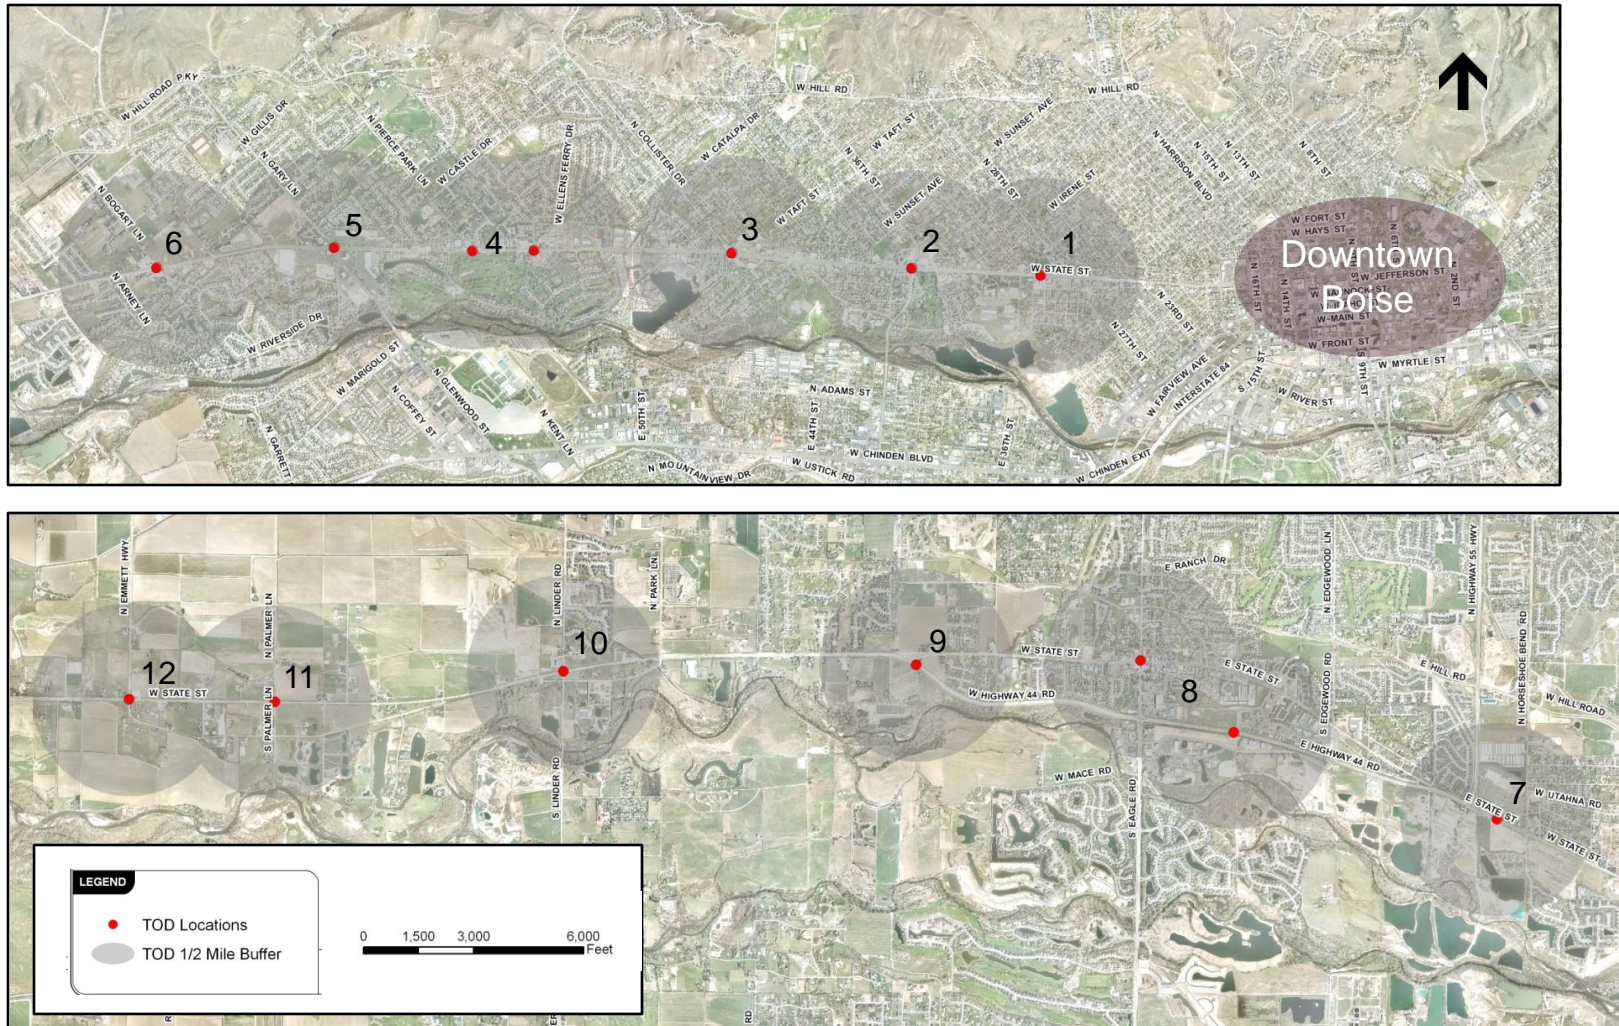 W HILL ROAD PKY
W GILLIS DR
N GARY LN
N PIERCE PARK LN
W CASTLE DR
W ELLENS FERRY DR
N COLLISTER DR
W CATALPA DR
W HILL RD
W HILL RD
W TAFT ST
N 36TH ST
W SUNSET AVE
N 28TH ST
W IRENE ST
N HARRISON BLVD
N 15TH ST
N 13TH ST
N 8TH ST
N BOGART LN
W TAFT ST
W SUNSET AVE
6
5
4
3
2
1
W STATE ST
W FORT ST
W HAYS ST
N 6TH ST
Downtown
Boise
W JEFFERSON ST
N 2ND ST
N 16TH ST
N 14TH ST
W MAIN ST
W FRONT ST
W MYRTLE ST
S 9TH ST
S 15TH ST
W RIVER ST
N ARNEY LN
W RIVERSIDE DR
W MARIGOLD ST
N COFFEY ST
N GLENWOOD ST
N KENT LN
N GARRETT
E 50TH ST
N ADAMS ST
E 44TH ST
W CHINDEN BLVD
N MOUNTAINVIEW DR
W USTICK RD
E 36TH ST
N 27TH ST
N 23RD ST
W FAIRVIEW AVE
INTERSTATE 84
W CHINDEN EXIT
N EMMETT HWY
N PALMER LN
N LINDER RD
N PARK LN
E RANCH DR
N EDGEWOOD LN
N HIGHWAY 55 HWY
N HORSESHOE BEND RD
12
W STATE ST
11
S PALMER LN
10
S LINDER RD
9
W STATE ST
W HIGHWAY 44 RD
8
E STATE ST
S EDGEWOOD RD
E HILL RD
W HILL ROAD
E HIGHWAY 44 RD
W MACE RD
S EAGLE RD
7
W UTAHNA RD
E STATE ST
W STATE ST
LEGEND
TOD Locations
TOD 1/2 Mile Buffer
0 1,500 3,000 6,000
Feet
RD